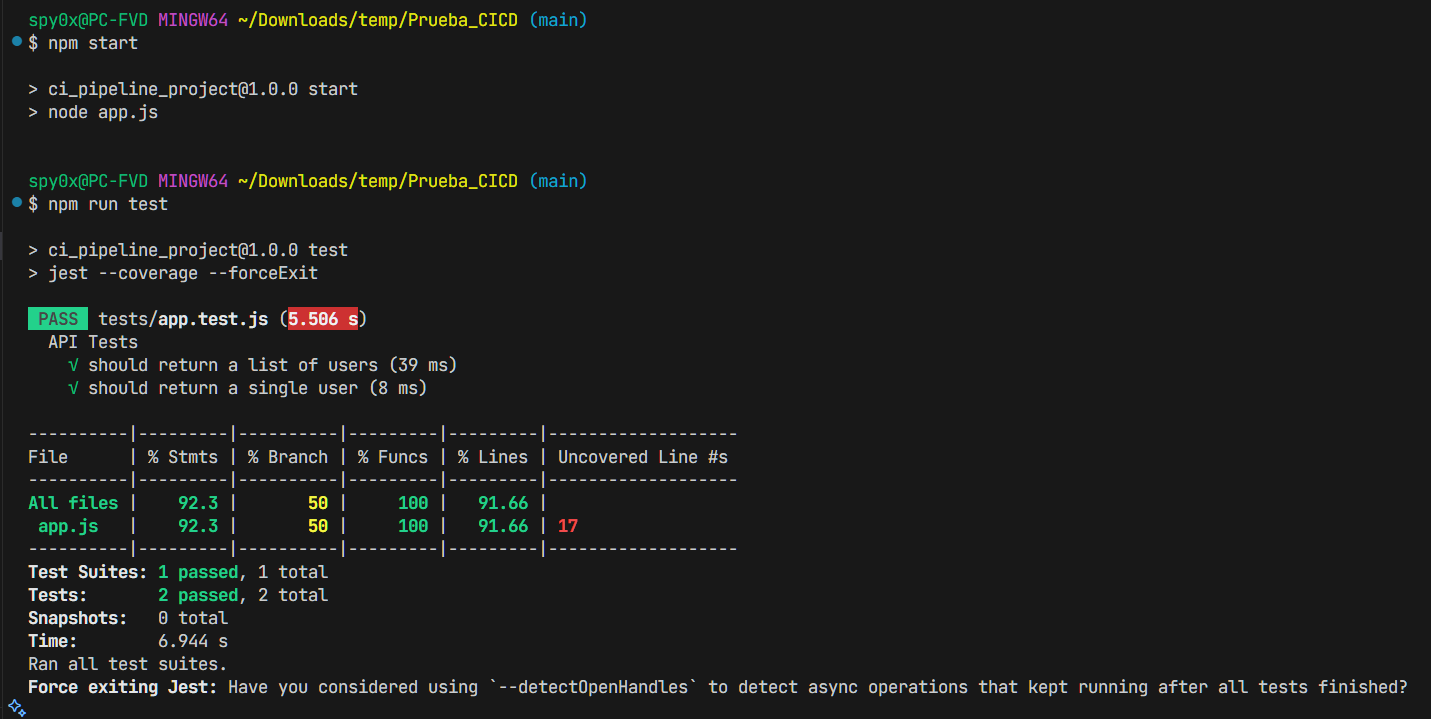 spy0x@PC-FVD MINGW64 ~/Downloads/temp/Prueba_CICD (main)
$ npm start
> ci_pipeline_project@1.0.0 start
> node app.js
spy0x@PC-FVD MINGW64 ~/Downloads/temp/Prueba_CICD (main)
$ npm run test
> ci_pipeline_project@1.0.0 test
> jest --coverage --forceExit
PASS tests/app.test.js (5.506 s)
API Tests
√ should return a list of users (39 ms)
√ should return a single user (8 ms)
----------|---------|----------|---------|---------|-------------------
File      | % Stmts | % Branch | % Funcs | % Lines | Uncovered Line #s
----------|---------|----------|---------|---------|-------------------
All files |    92.3 |       50 |     100 |   91.66 |
 app.js   |    92.3 |       50 |     100 |   91.66 | 17
----------|---------|----------|---------|---------|-------------------
Test Suites: 1 passed, 1 total
Tests:       2 passed, 2 total
Snapshots:   0 total
Time:        6.944 s
Ran all test suites.
Force exiting Jest: Have you considered using `--detectOpenHandles` to detect async operations that kept running after all tests finished?